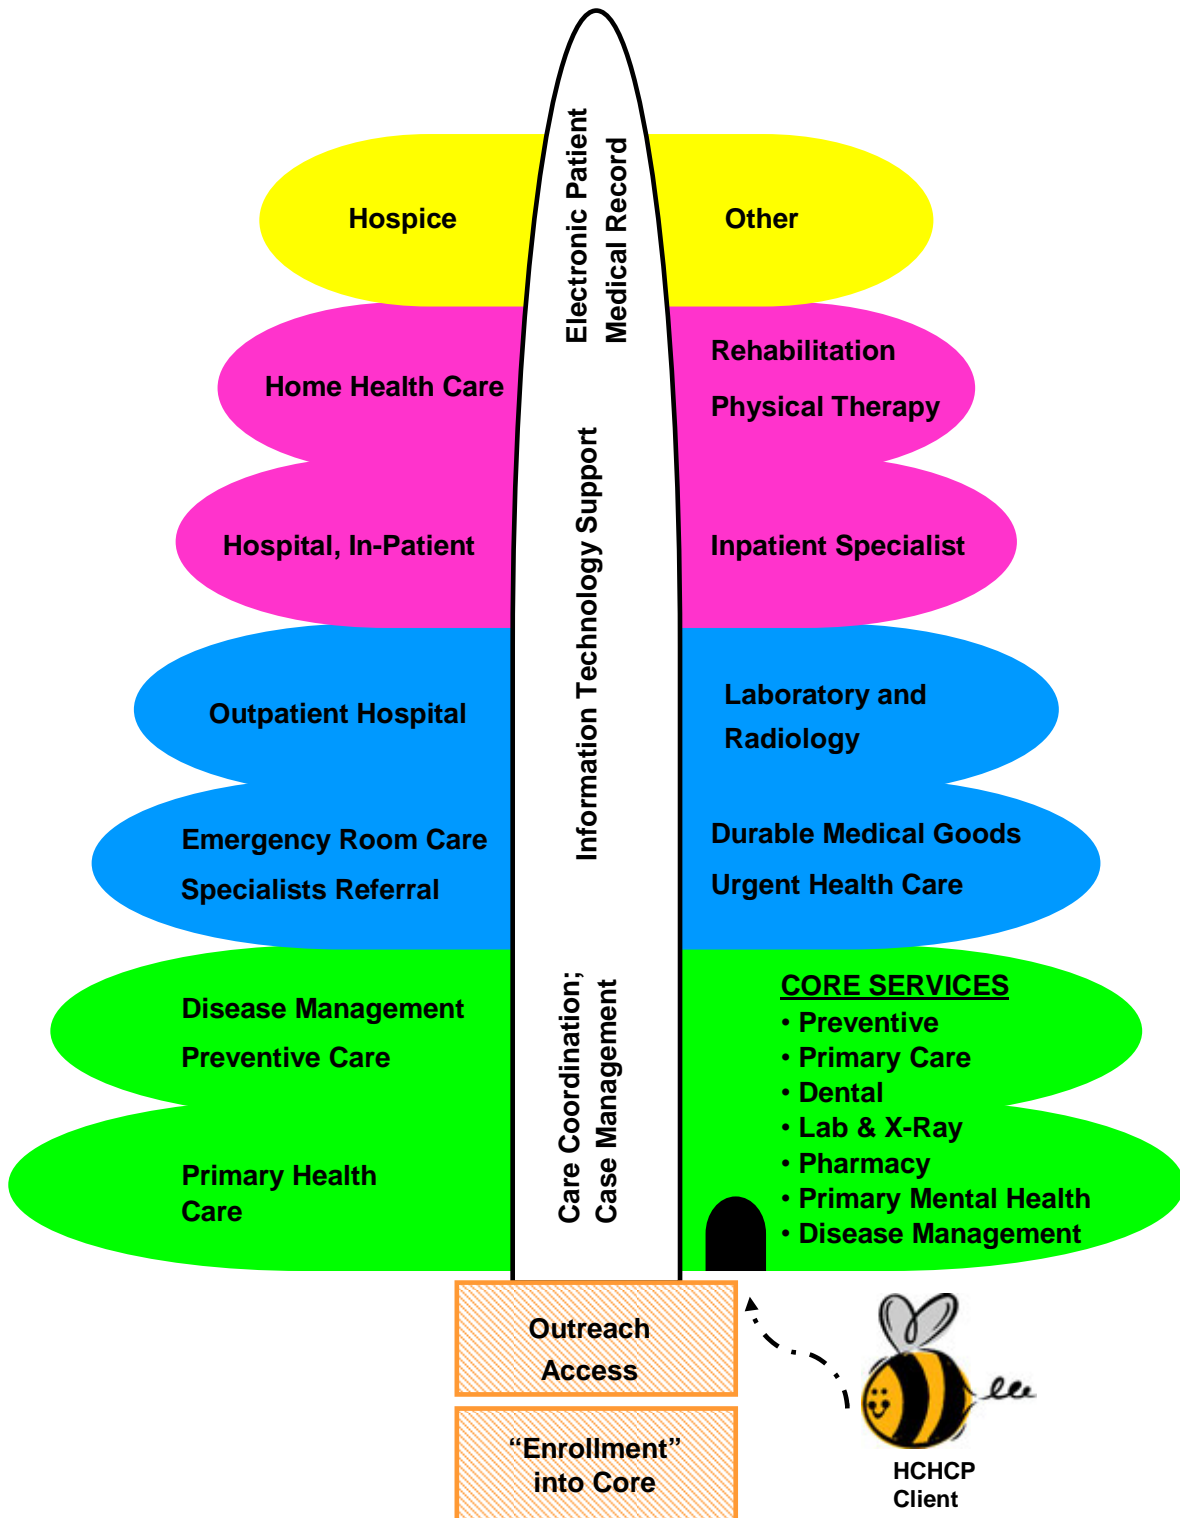 Electronic Patient
Medical Record
Hospice
Other
Home Health Care
Rehabilitation
Physical Therapy
Information Technology Support
Hospital, In-Patient
Inpatient Specialist
Outpatient Hospital
Laboratory and
Radiology
Emergency Room Care
Specialists Referral
Durable Medical Goods
Urgent Health Care
Care Coordination;
Case Management
Disease Management
Preventive Care
Primary Health
Care
CORE SERVICES
• Preventive
• Primary Care
• Dental
• Lab & X-Ray
• Pharmacy
• Primary Mental Health
• Disease Management
Outreach
Access
“Enrollment”
into Core
HCHCP
Client